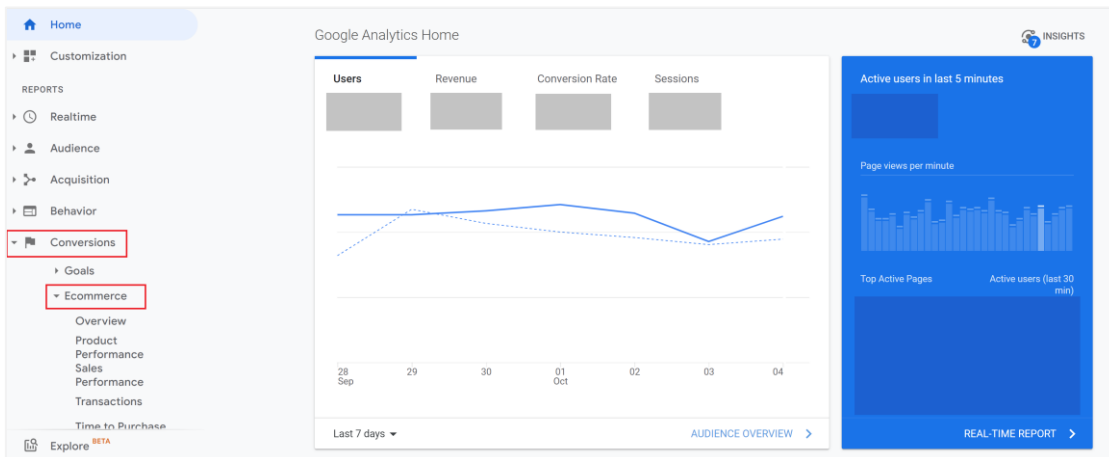 Home
Customization
REPORTS
Realtime
Audience
Acquisition
Behavior
Conversions
Goals
Ecommerce
Overview
Product
Performance
Sales
Performance
Transactions
Time to Purchase
Explore BETA
Google Analytics Home
7 INSIGHTS
Users Revenue Conversion Rate Sessions
28 29 30 01 02 03 04
Sep Oct
Last 7 days AUDIENCE OVERVIEW
Active users in last 5 minutes
Page views per minute
Top Active Pages Active users (last 30
min)
REAL-TIME REPORT